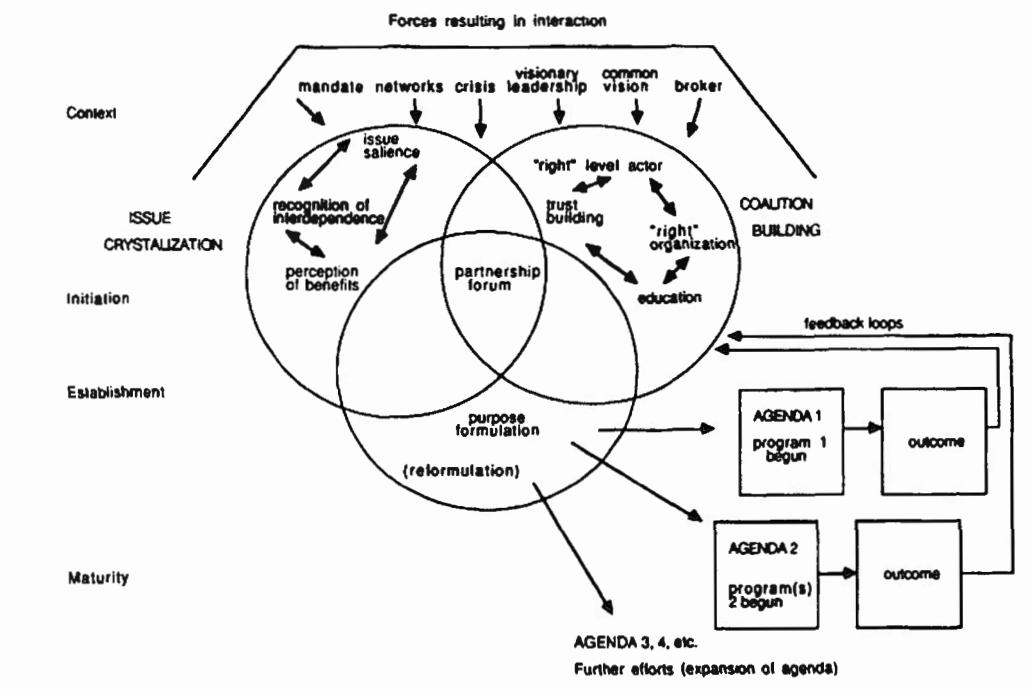 Forces resulting in interaction
mandate networks crisis visionary leadership common vision broker
Context
issue
salience
"right" level actor
recognition of
interdependence
trust
building
COALITION
BUILDING
ISSUE
CRYSTALIZATION
"right"
organization
perception
of benefits
partnership
forum
education
Initiation
feedback loops
Establishment
purpose
formulation
AGENDA 1
program 1
begun
outcome
(reformulation)
AGENDA 2
program(s)
2 begun
outcome
Maturity
AGENDA 3, 4, etc.
Further efforts (expansion of agenda)